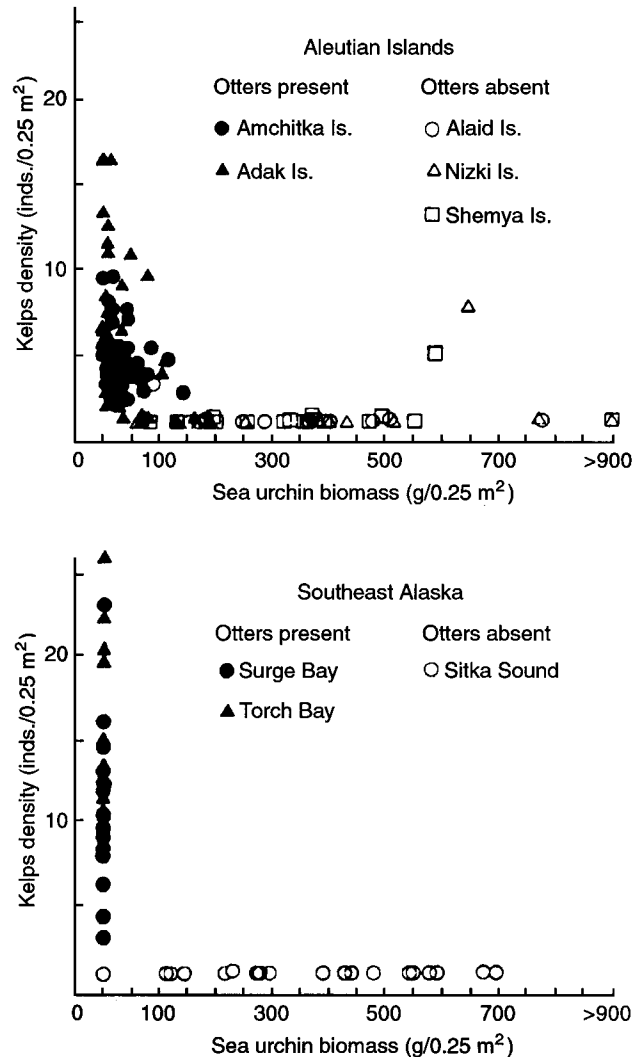 Aleutian Islands
Otters present Otters absent
Amchitka Is. Alaid Is.
Adak Is. Nizki Is.
Shemya Is.
Kelps density (inds./0.25 m²)
20
10
0
0 100 300 500 700 >900
Sea urchin biomass (g/0.25 m²)
Southeast Alaska
Otters present Otters absent
Surge Bay Sitka Sound
Torch Bay
Kelps density (inds./0.25 m²)
20
10
0
0 100 300 500 700 >900
Sea urchin biomass (g/0.25 m²)